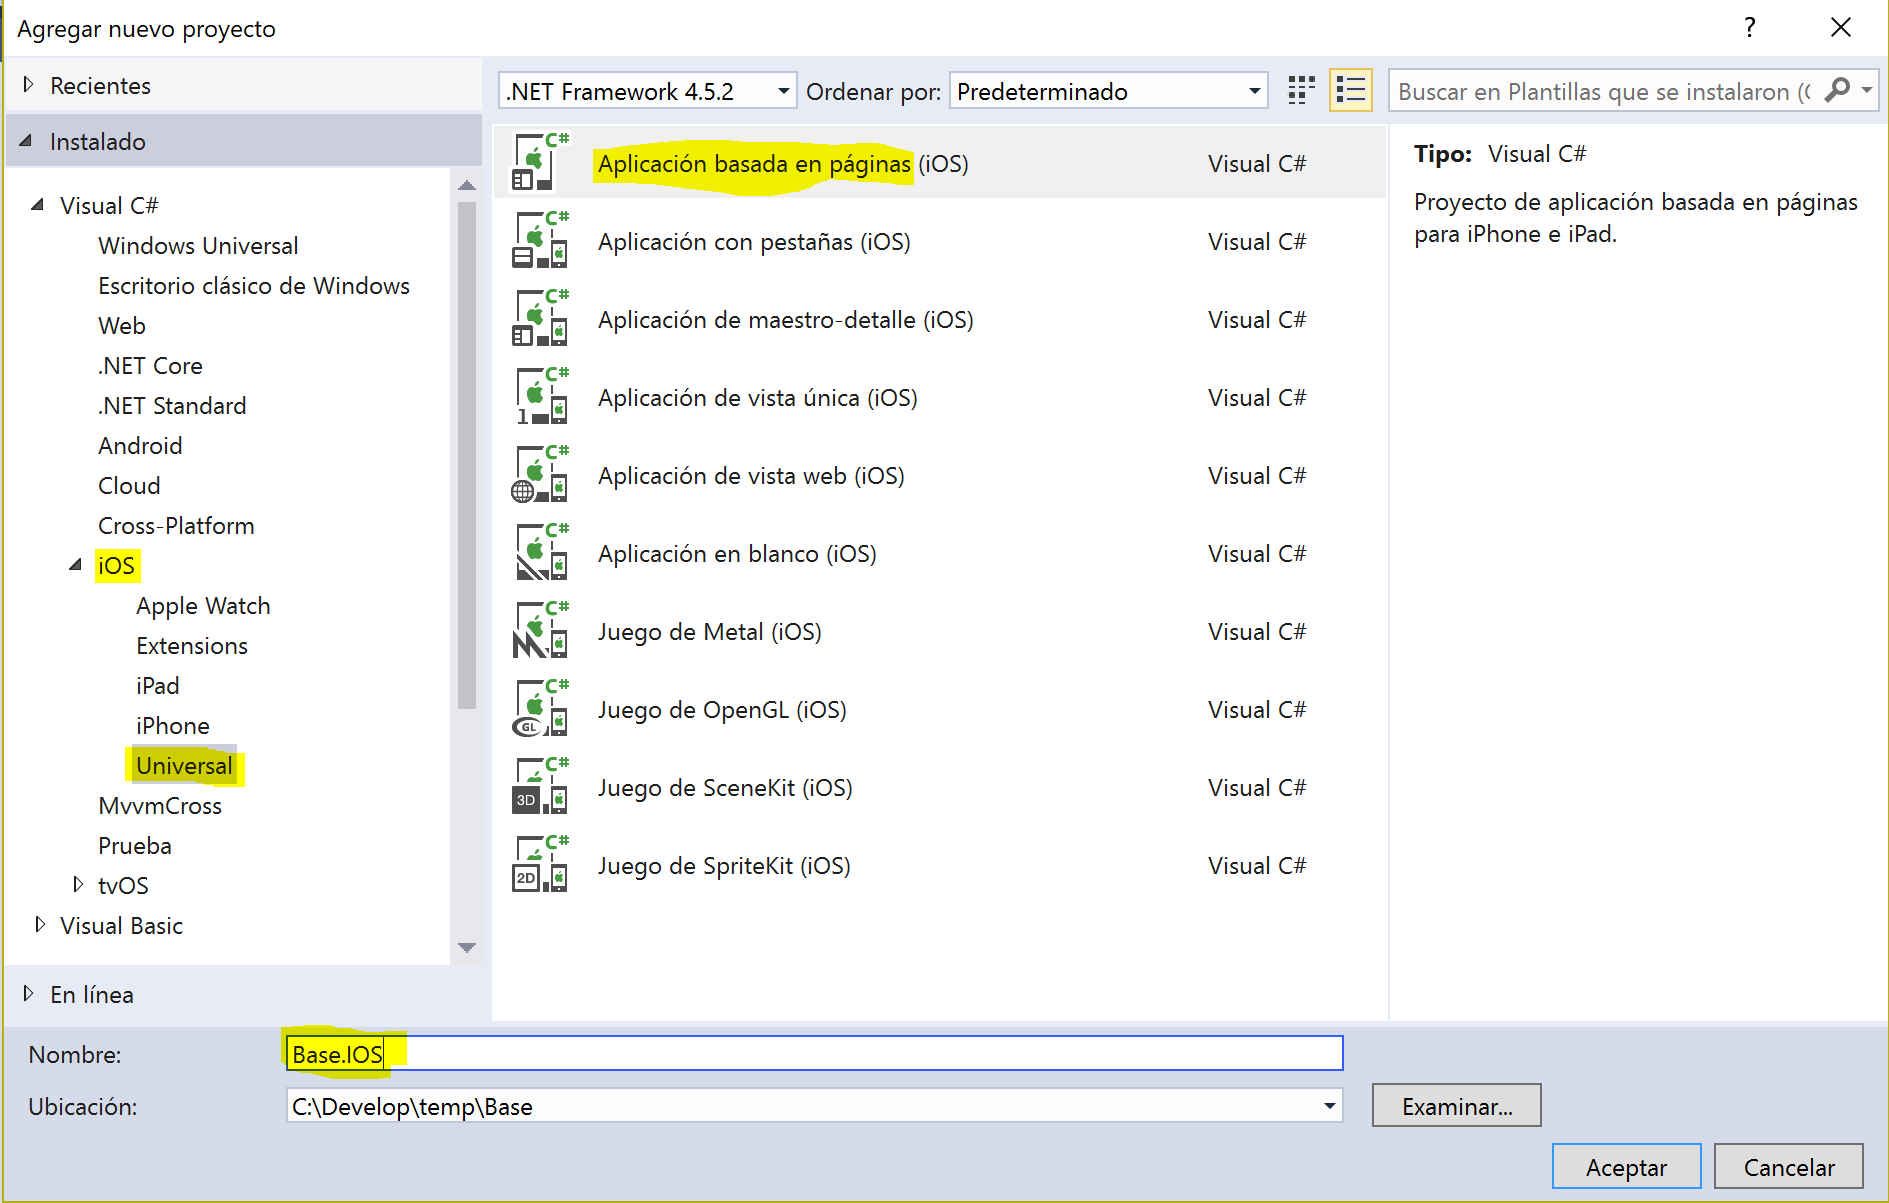 Agregar nuevo proyecto
?
Recientes
Instalado
Visual C#
Windows Universal
Escritorio clásico de Windows
Web
.NET Core
.NET Standard
Android
Cloud
Cross-Platform
iOS
Apple Watch
Extensions
iPad
iPhone
Universal
MvvmCross
Prueba
tvOS
Visual Basic
En línea
.NET Framework 4.5.2
Ordenar por:
Predeterminado
Buscar en Plantillas que se instalaron (
C#
Aplicación basada en páginas (iOS)
Visual C#
C#
Aplicación con pestañas (iOS)
Visual C#
C#
Aplicación de maestro-detalle (iOS)
Visual C#
C#
1
Aplicación de vista única (iOS)
Visual C#
C#
Aplicación de vista web (iOS)
Visual C#
C#
Aplicación en blanco (iOS)
Visual C#
C#
Juego de Metal (iOS)
Visual C#
C#
GL
Juego de OpenGL (iOS)
Visual C#
C#
3D
Juego de SceneKit (iOS)
Visual C#
C#
2D
Juego de SpriteKit (iOS)
Visual C#
Tipo: Visual C#
Proyecto de aplicación basada en páginas
para iPhone e iPad.
Nombre:
Base.IOS
Ubicación:
C:\Develop\temp\Base
Examinar...
Aceptar
Cancelar